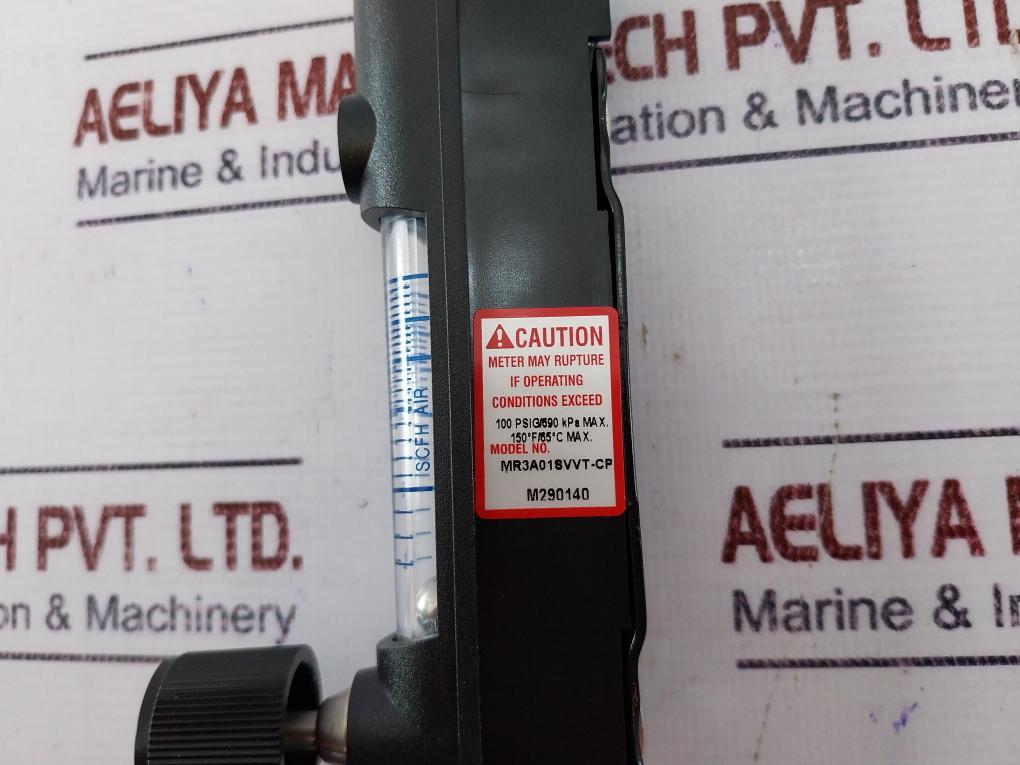 AELIYA MA
ECH PVT. LTD
Marine & Indu
ation & Machiner
SCFH AIR
CAUTION
METER MAY RUPTURE
IF OPERATING
CONDITIONS EXCEED
100 PSIG/690 kPa MAX.
150°F/65°C MAX.
MODEL NO.
MR3A01SVVT-CP
M290140
CH PVT. LTD.
on & Machinery
AELIYA
Marine & In